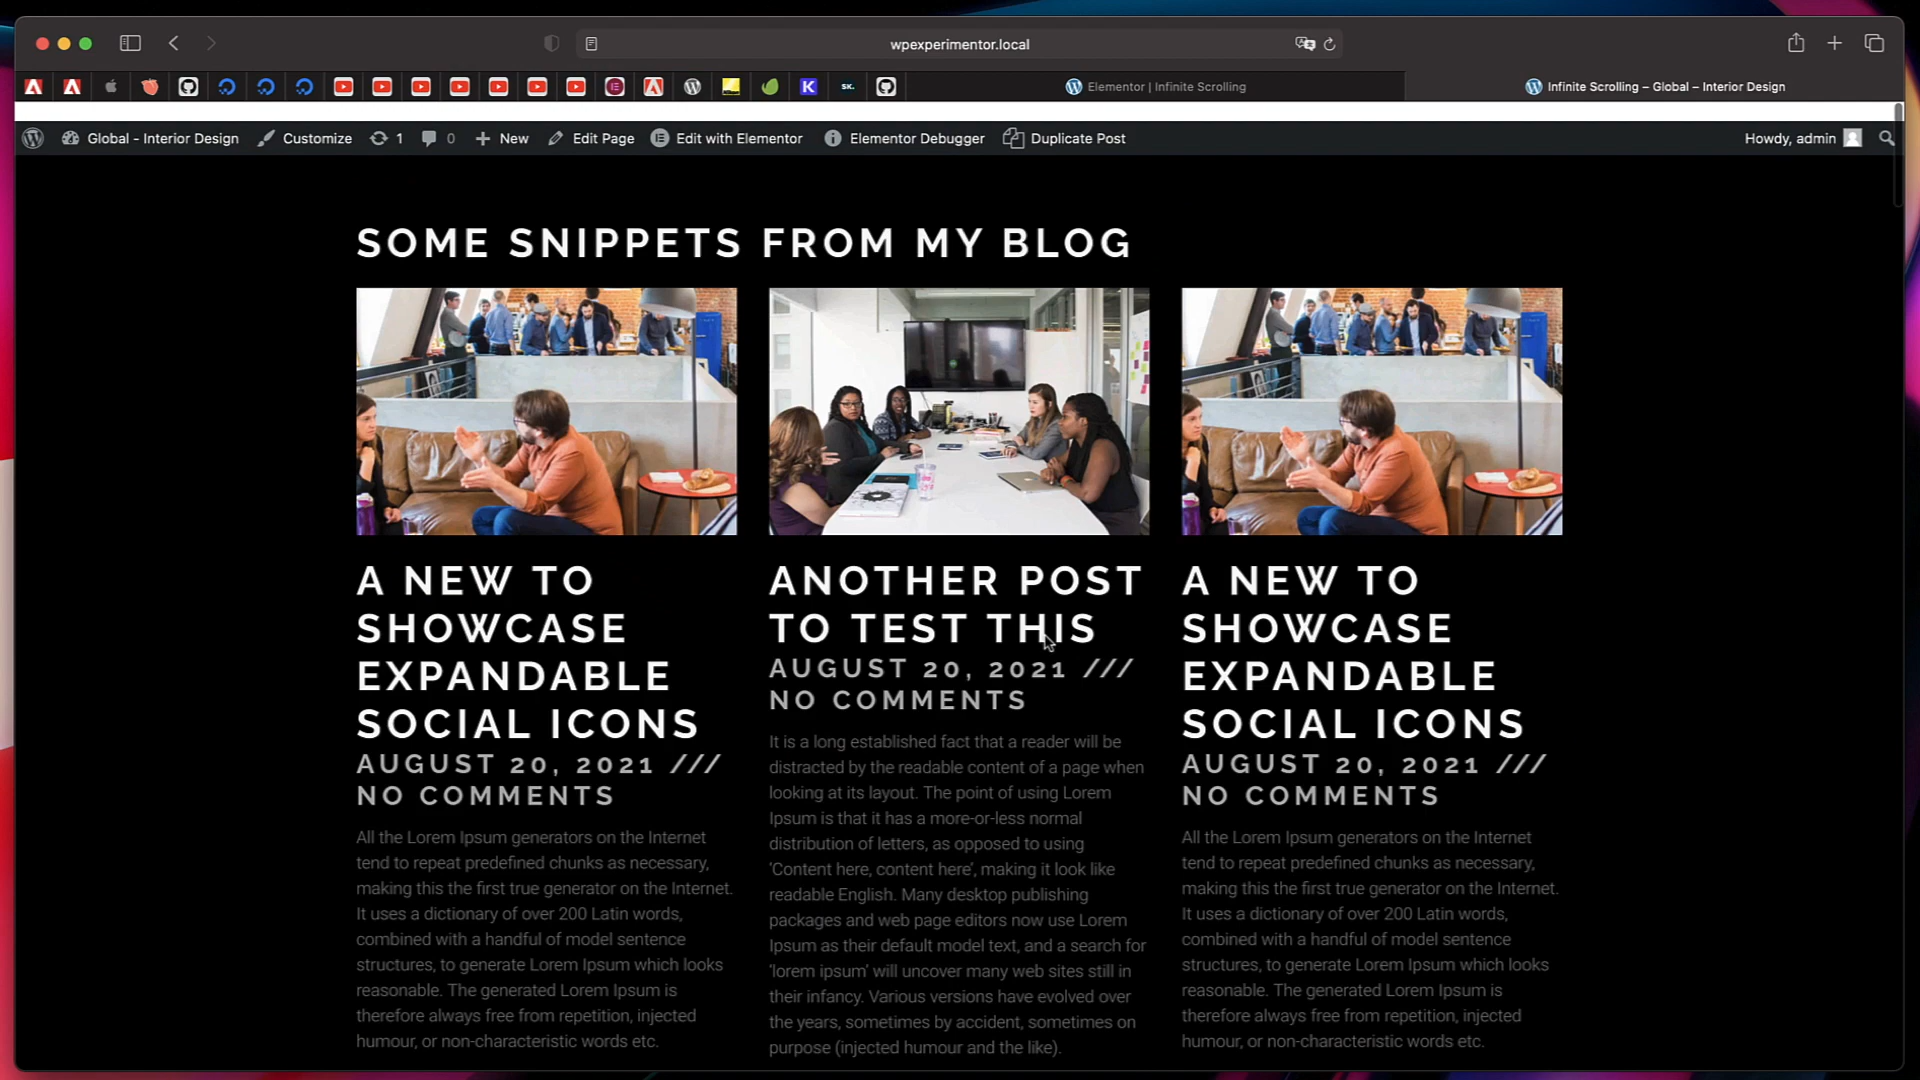 wpexperimentor.local
Elementor | Infinite Scrolling
Infinite Scrolling – Global – Interior Design
Global - Interior Design
Customize
1
0
New
Edit Page
Edit with Elementor
Elementor Debugger
Duplicate Post
Howdy, admin
SOME SNIPPETS FROM MY BLOG
A NEW TO
SHOWCASE
EXPANDABLE
SOCIAL ICONS
AUGUST 20, 2021 ///
NO COMMENTS
All the Lorem Ipsum generators on the Internet
tend to repeat predefined chunks as necessary,
making this the first true generator on the Internet.
It uses a dictionary of over 200 Latin words,
combined with a handful of model sentence
structures, to generate Lorem Ipsum which looks
reasonable. The generated Lorem Ipsum is
therefore always free from repetition, injected
humour, or non-characteristic words etc.
ANOTHER POST
TO TEST THIS
AUGUST 20, 2021 ///
NO COMMENTS
It is a long established fact that a reader will be
distracted by the readable content of a page when
looking at its layout. The point of using Lorem
Ipsum is that it has a more-or-less normal
distribution of letters, as opposed to using
'Content here, content here', making it look like
readable English. Many desktop publishing
packages and web page editors now use Lorem
Ipsum as their default model text, and a search for
'lorem ipsum' will uncover many web sites still in
their infancy. Various versions have evolved over
the years, sometimes by accident, sometimes on
purpose (injected humour and the like).
A NEW TO
SHOWCASE
EXPANDABLE
SOCIAL ICONS
AUGUST 20, 2021 ///
NO COMMENTS
All the Lorem Ipsum generators on the Internet
tend to repeat predefined chunks as necessary,
making this the first true generator on the Internet.
It uses a dictionary of over 200 Latin words,
combined with a handful of model sentence
structures, to generate Lorem Ipsum which looks
reasonable. The generated Lorem Ipsum is
therefore always free from repetition, injected
humour, or non-characteristic words etc.